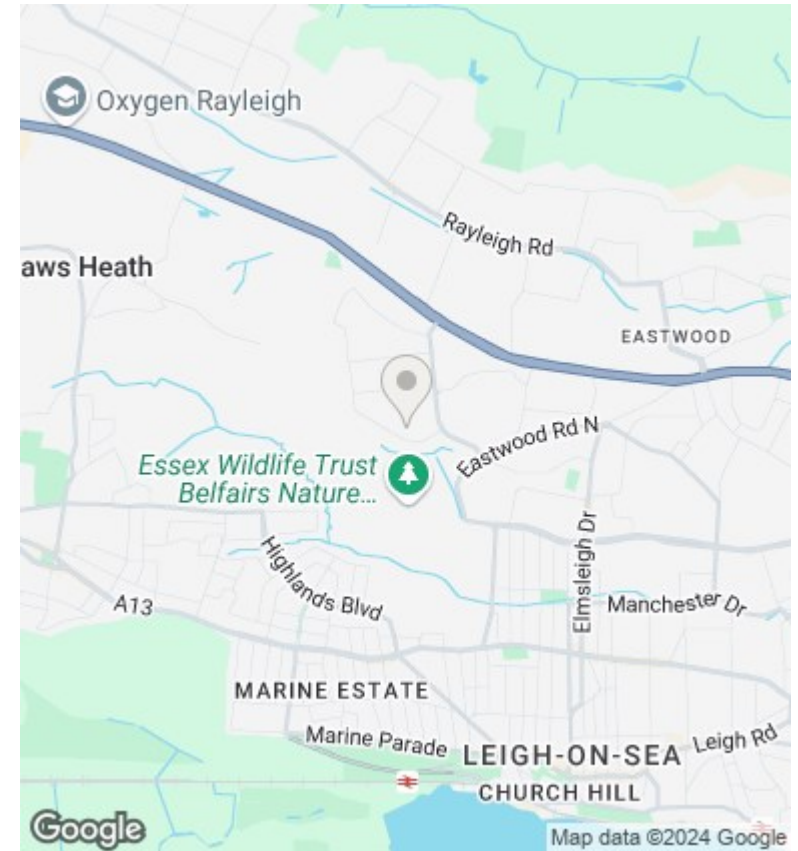 Oxygen Rayleigh
Rayleigh Rd
aws Heath
EASTWOOD
Eastwood Rd N
Essex Wildlife Trust
Belfairs Nature...
Elmsleigh Dr
Highlands Blvd
A13
Manchester Dr
MARINE ESTATE
Marine Parade
LEIGH-ON-SEA
Leigh Rd
CHURCH HILL
Google
Map data ©2024 Google